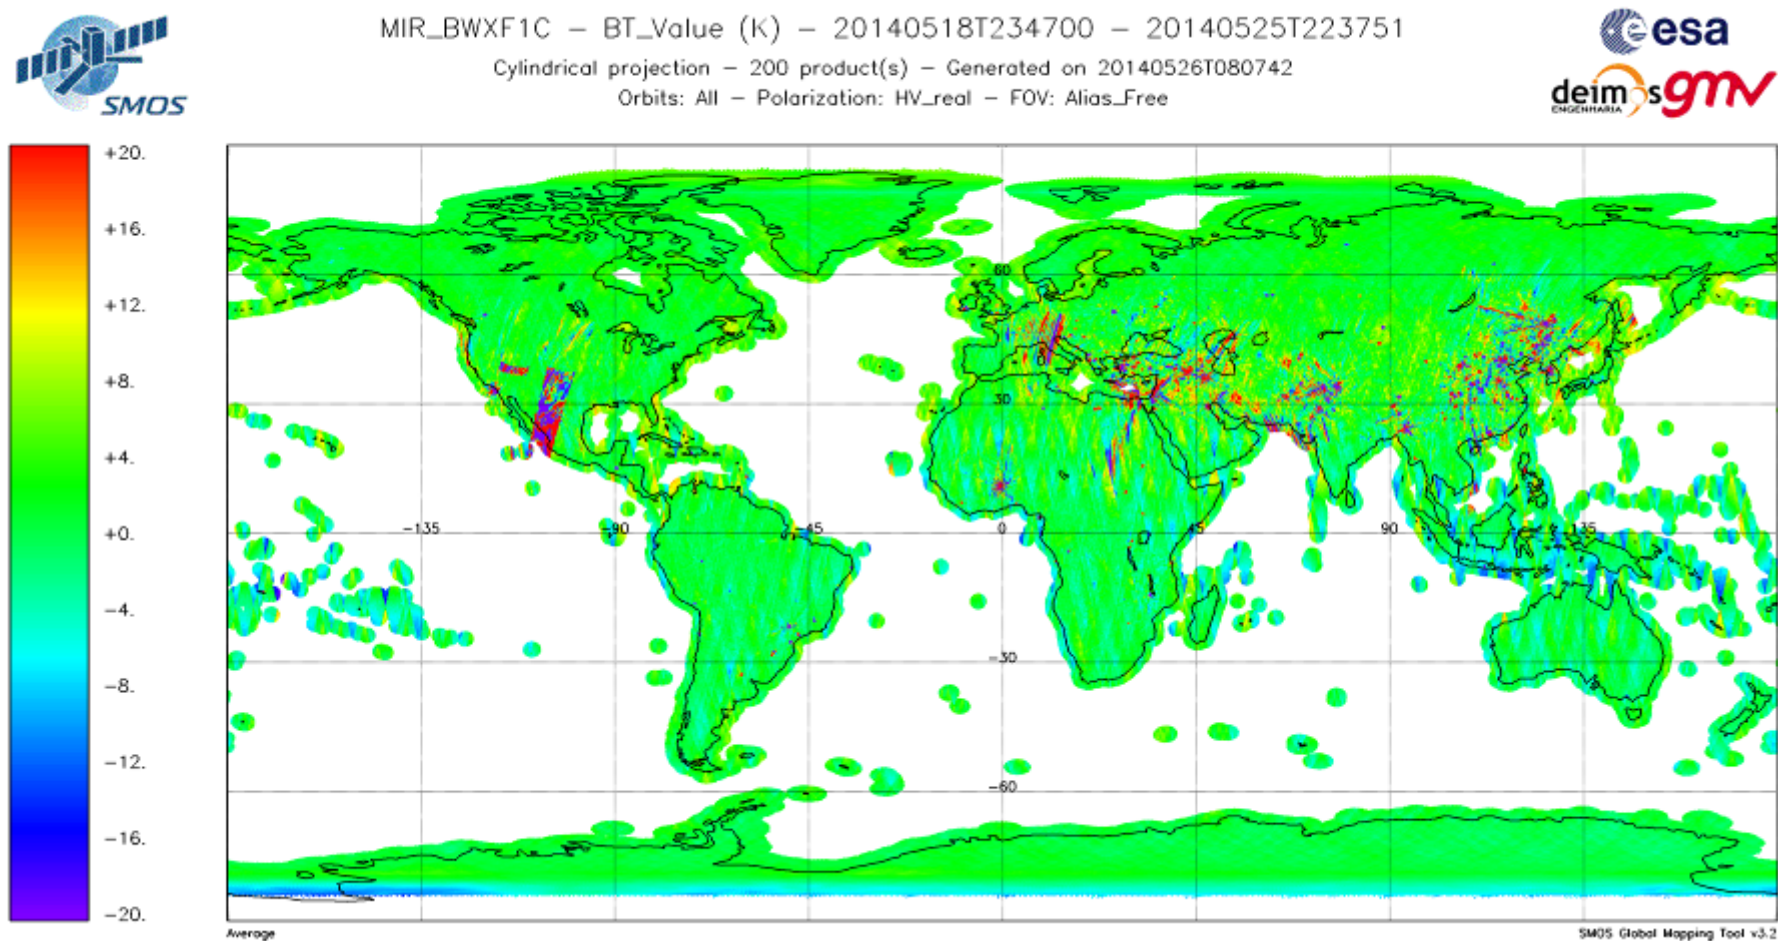 MIR_BWXF1C – BT_Value (K) – 20140518T234700 – 20140525T223751
Cylindrical projection – 200 product(s) – Generated on 20140526T080742
Orbits: All – Polarization: HV_real – FOV: Alias_Free
SMOS
esa
deimos
ENGENHARIA
gmv
+20.
+16.
+12.
+8.
+4.
+0.
−4.
−8.
−12.
−16.
−20.
60
30
−135
−90
−45
0
45
90
135
−30
−60
Average
SMOS Global Mapping Tool v3.2